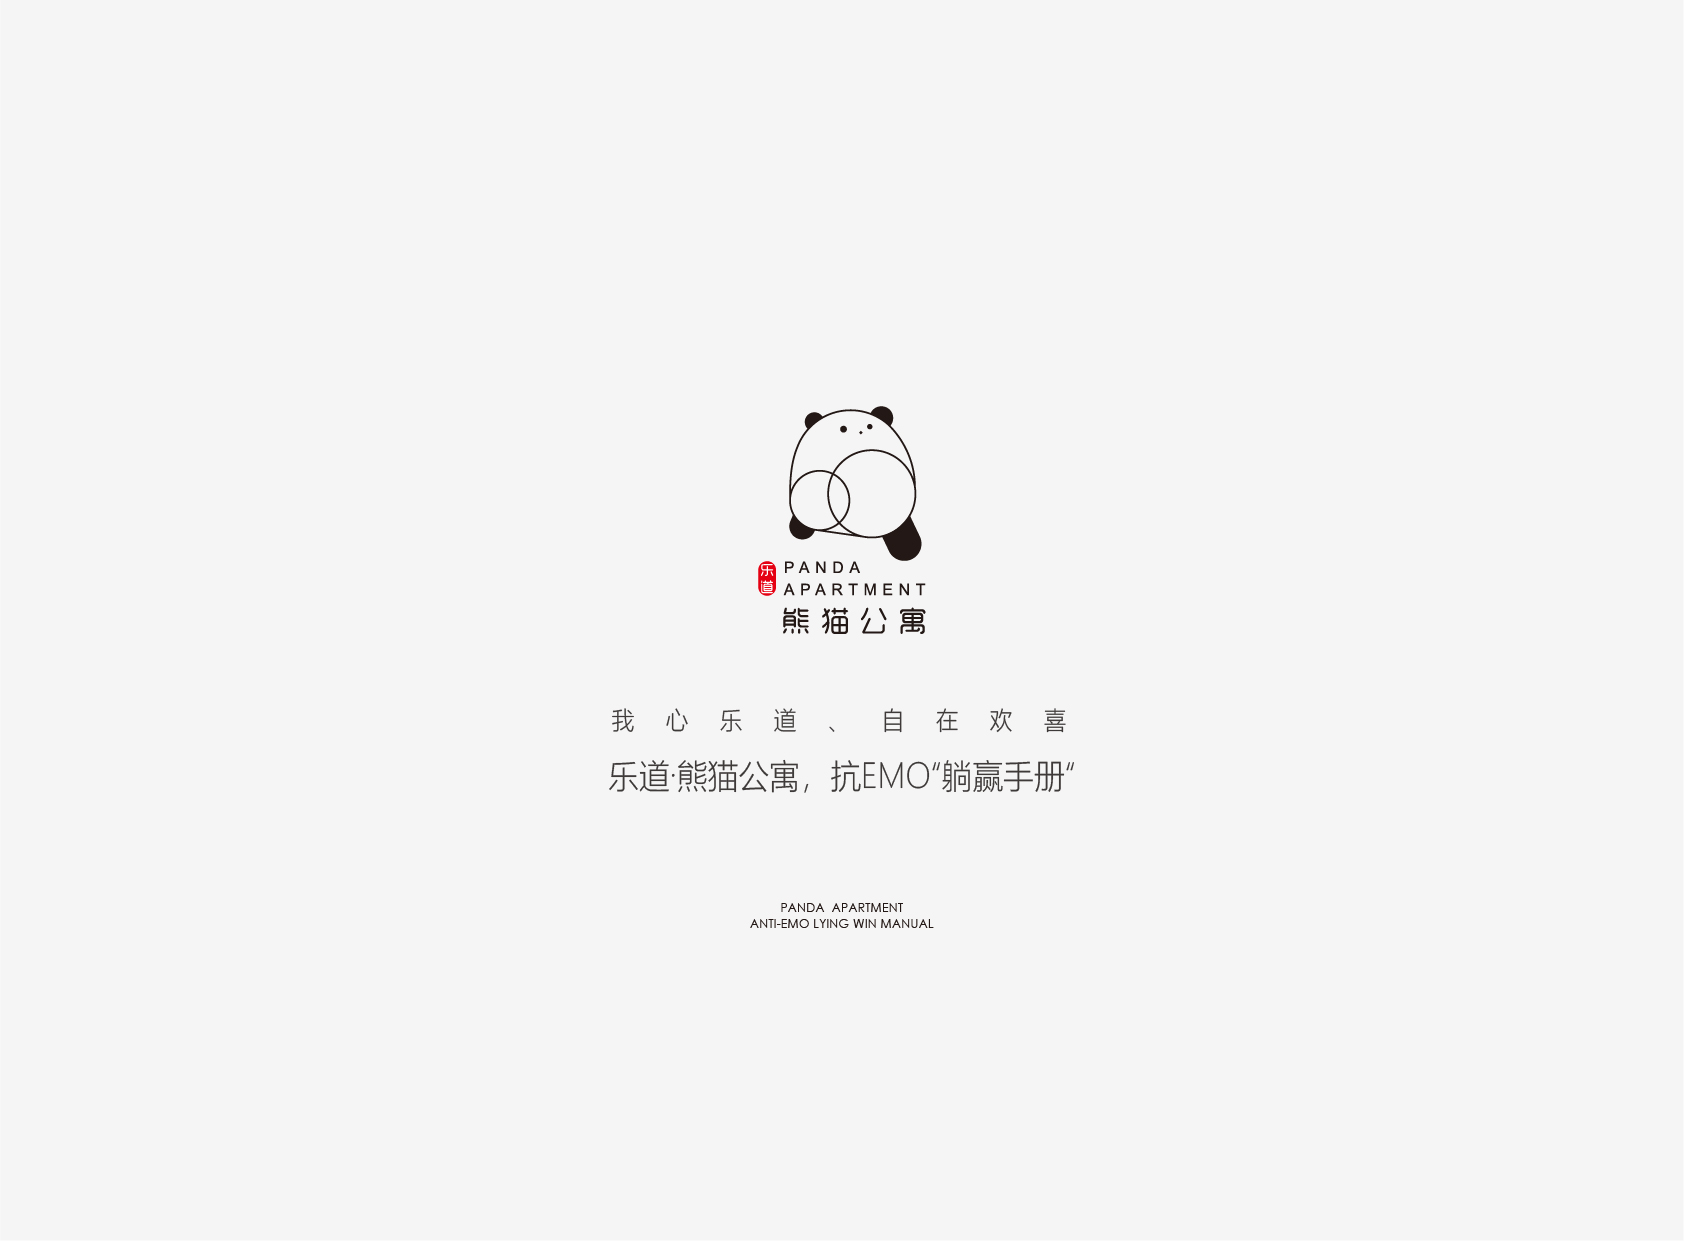 乐道
PANDA
APARTMENT
熊猫公寓
我心乐道、自在欢喜
乐道·熊猫公寓，抗EMO“躺赢手册“
PANDA APARTMENT
ANTI-EMO LYING WIN MANUAL